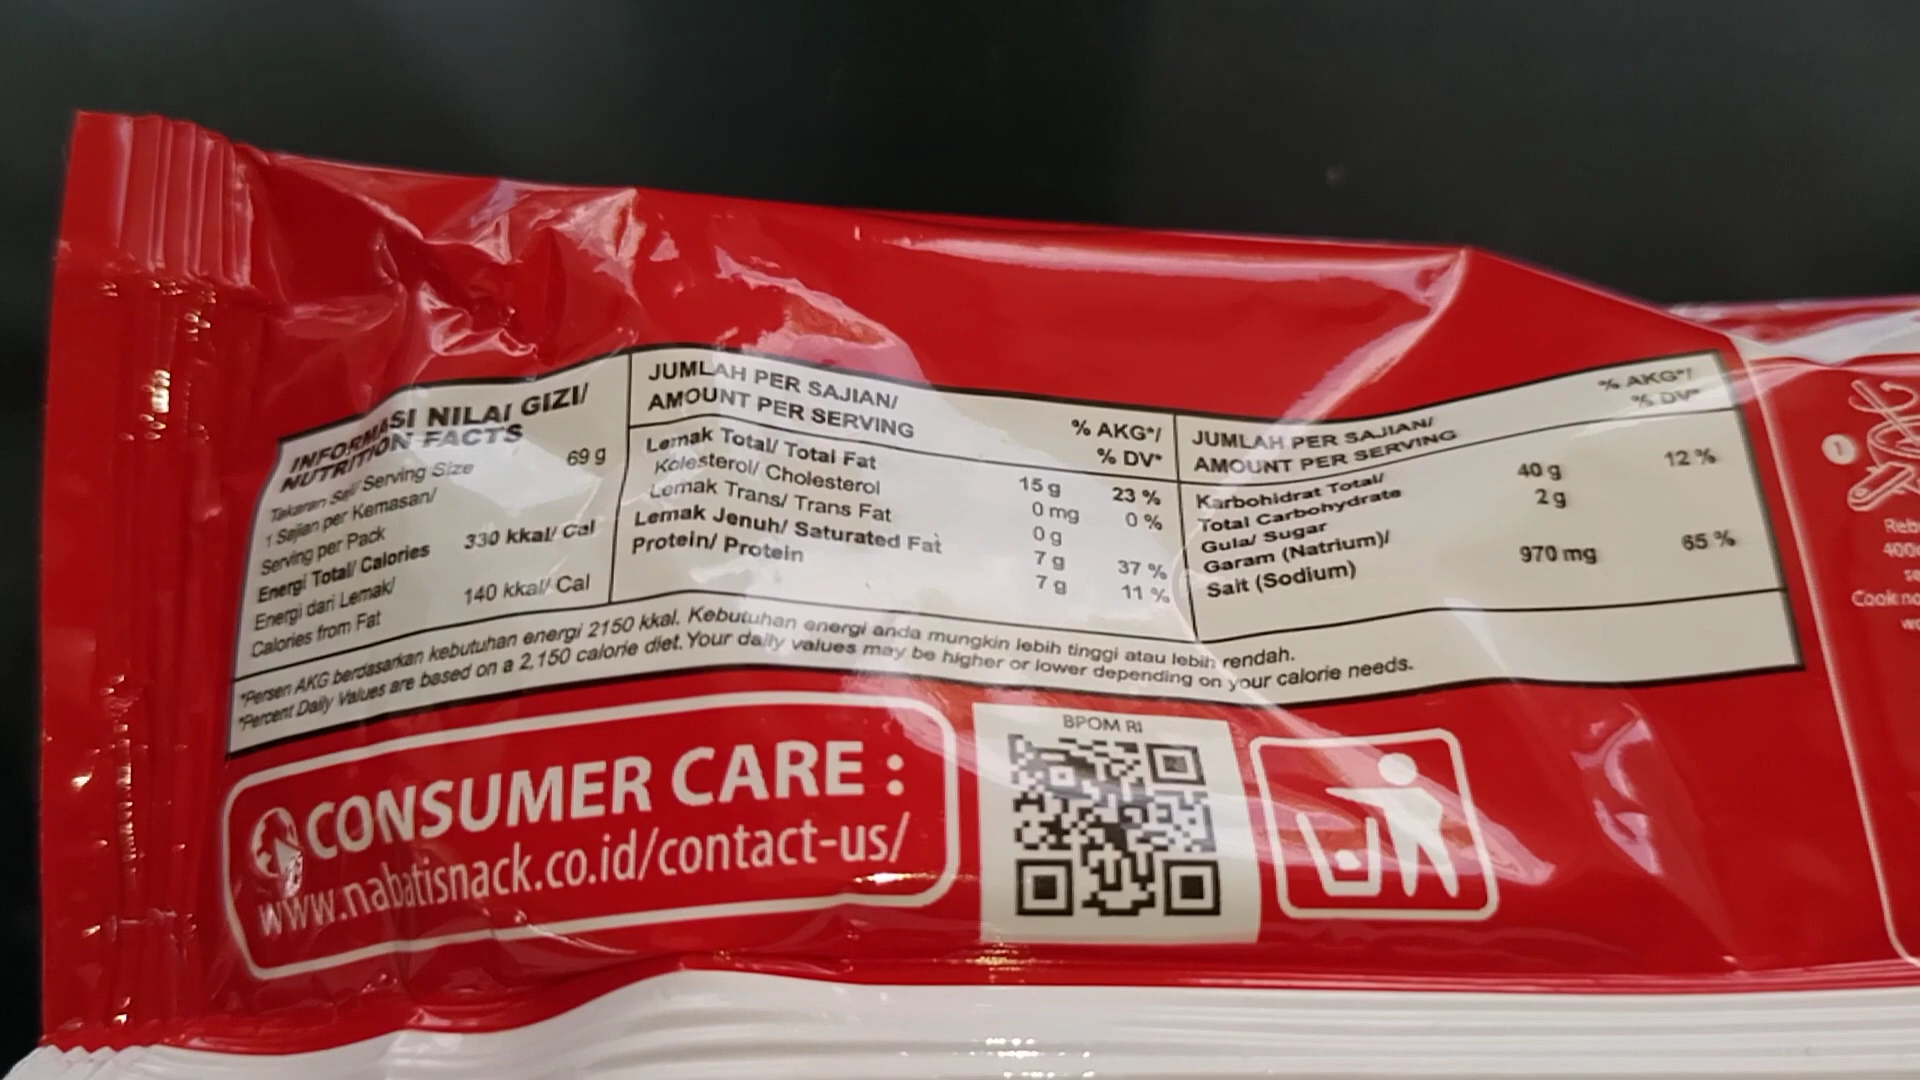 INFORMASI NILAI GIZI/
NUTRITION FACTS
Takaran Saji/ Serving Size 69 g
1 Sajian per Kemasan/
Serving per Pack
Energi Total/ Calories 330 kkal/ Cal
Energi dari Lemak/
Calories from Fat 140 kkal/ Cal
JUMLAH PER SAJIAN/
AMOUNT PER SERVING
% AKG*/
% DV*
Lemak Total/ Total Fat 15 g 23 %
Kolesterol/ Cholesterol 0 mg 0 %
Lemak Trans/ Trans Fat 0 g
Lemak Jenuh/ Saturated Fat 7 g 37 %
Protein/ Protein 7 g 11 %
JUMLAH PER SAJIAN/
AMOUNT PER SERVING
% AKG*/
% DV*
Karbohidrat Total/
Total Carbohydrate 40 g 12 %
Gula/ Sugar 2 g
Garam (Natrium)/
Salt (Sodium) 970 mg 65 %
*Persen AKG berdasarkan kebutuhan energi 2150 kkal. Kebutuhan energi anda mungkin lebih tinggi atau lebih rendah.
*Percent Daily Values are based on a 2,150 calorie diet. Your daily values may be higher or lower depending on your calorie needs.
CONSUMER CARE :
www.nabatisnack.co.id/contact-us/
BPOM RI
1
Reb
400
Cook